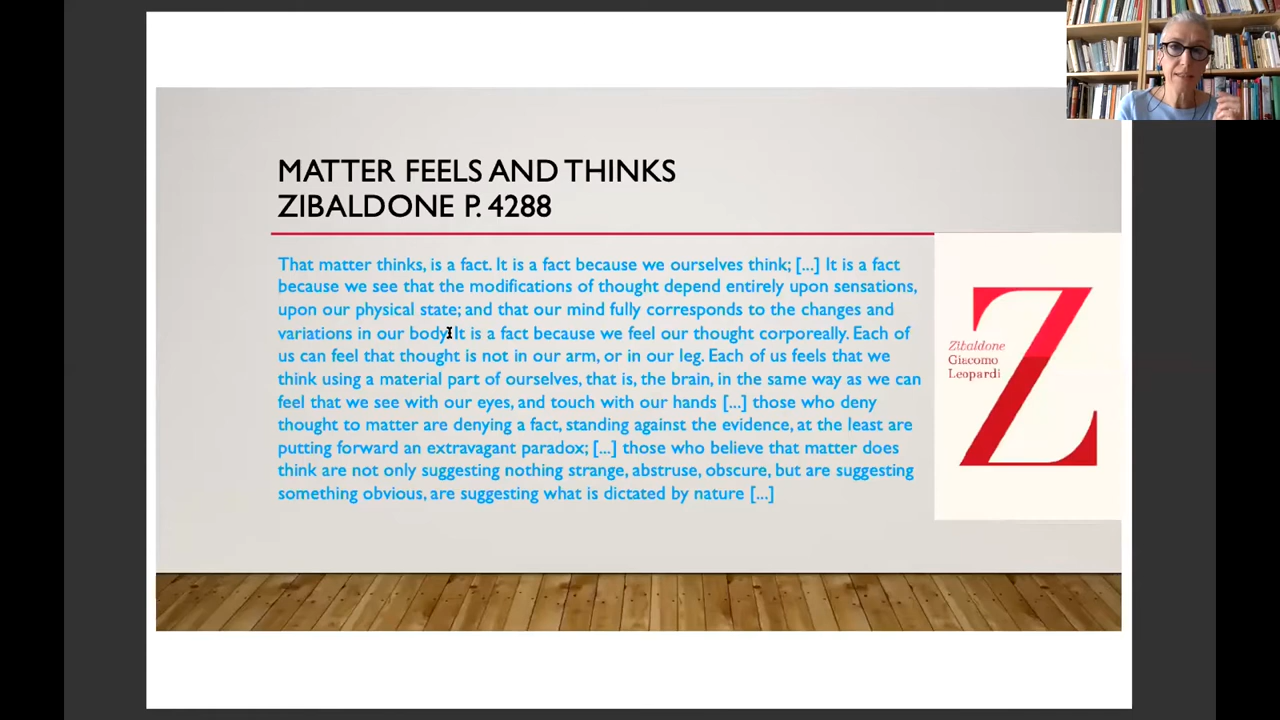 MATTER FEELS AND THINKS
ZIBALDONE P. 4288
That matter thinks, is a fact. It is a fact because we ourselves think; [...] It is a fact
because we see that the modifications of thought depend entirely upon sensations,
upon our physical state; and that our mind fully corresponds to the changes and
variations in our body. It is a fact because we feel our thought corporeally. Each of
us can feel that thought is not in our arm, or in our leg. Each of us feels that we
think using a material part of ourselves, that is, the brain, in the same way as we can
feel that we see with our eyes, and touch with our hands [...] those who deny
thought to matter are denying a fact, standing against the evidence, at the least are
putting forward an extravagant paradox; [...] those who believe that matter does
think are not only suggesting nothing strange, abstruse, obscure, but are suggesting
something obvious, are suggesting what is dictated by nature [...]
Z
Zibaldone
Giacomo
Leopardi